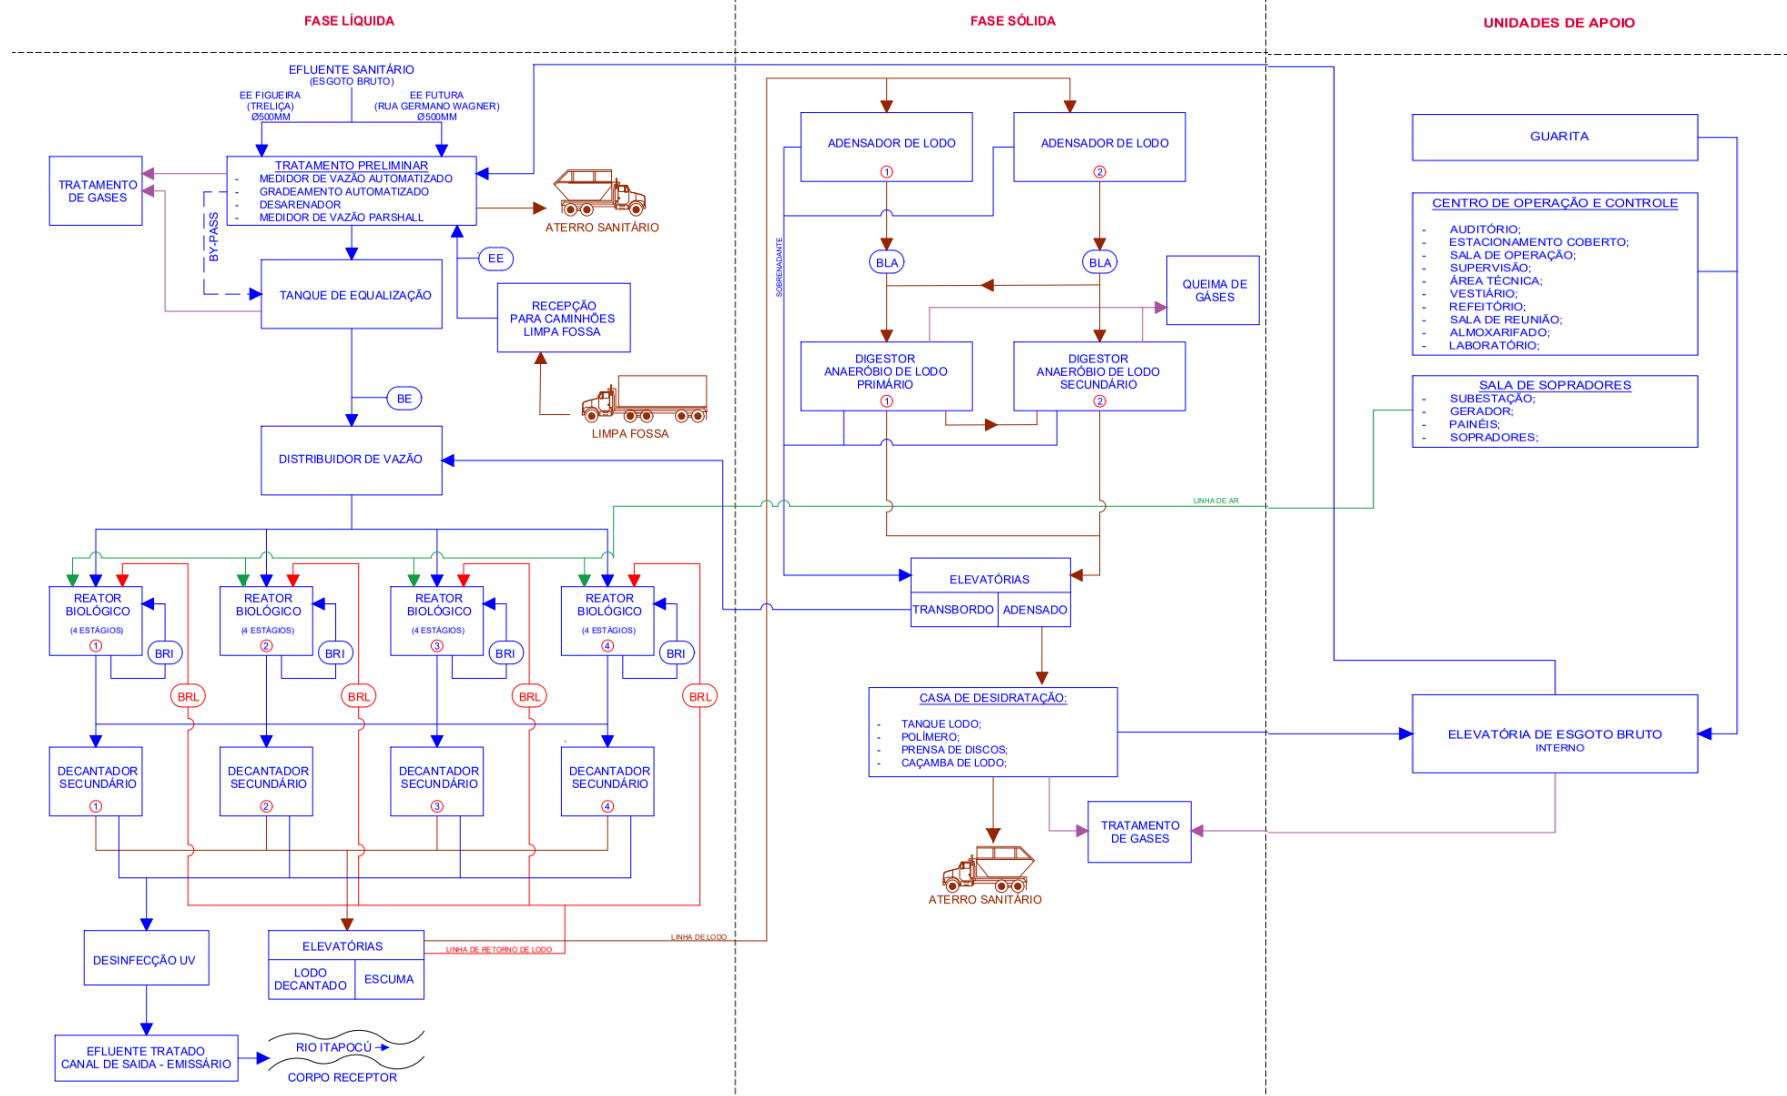 FASE LÍQUIDA
EFLUENTE SANITÁRIO
(ESGOTO BRUTO)
EE FIGUEIRA
(TRELIÇA)
Ø500MM
EE FUTURA
(RUA GERMANO WAGNER)
Ø500MM
TRATAMENTO
DE GASES
TRATAMENTO PRELIMINAR
- MEDIDOR DE VAZÃO AUTOMATIZADO
- GRADEAMENTO AUTOMATIZADO
- DESARENADOR
- MEDIDOR DE VAZÃO PARSHALL
ATERRO SANITÁRIO
BY-PASS
EE
TANQUE DE EQUALIZAÇÃO
RECEPÇÃO
PARA CAMINHÕES
LIMPA FOSSA
BE
LIMPA FOSSA
DISTRIBUIDOR DE VAZÃO
REATOR
BIOLÓGICO
(4 ESTÁGIOS)
1
BRI
REATOR
BIOLÓGICO
(4 ESTÁGIOS)
2
BRI
REATOR
BIOLÓGICO
(4 ESTÁGIOS)
3
BRI
REATOR
BIOLÓGICO
(4 ESTÁGIOS)
4
BRI
BRL
BRL
BRL
BRL
DECANTADOR
SECUNDÁRIO
1
DECANTADOR
SECUNDÁRIO
2
DECANTADOR
SECUNDÁRIO
3
DECANTADOR
SECUNDÁRIO
4
DESINFECÇÃO UV
ELEVATÓRIAS
LODO
DECANTADO
ESCUMA
LINHA DE LODO
LINHA DE RETORNO DE LODO
EFLUENTE TRATADO
CANAL DE SAIDA - EMISSÁRIO
RIO ITAPOCÚ
CORPO RECEPTOR
FASE SÓLIDA
ADENSADOR DE LODO
1
ADENSADOR DE LODO
2
SOBRENADANTE
BLA
BLA
QUEIMA DE
GÁSES
DIGESTOR
ANAERÓBIO DE LODO
PRIMÁRIO
1
DIGESTOR
ANAERÓBIO DE LODO
SECUNDÁRIO
2
LINHA DE AR
ELEVATÓRIAS
TRANSBORDO
ADENSADO
CASA DE DESIDRATAÇÃO:
- TANQUE LODO;
- POLÍMERO;
- PRENSA DE DISCOS;
- CAÇAMBA DE LODO;
TRATAMENTO
DE GASES
ATERRO SANITÁRIO
UNIDADES DE APOIO
GUARITA
CENTRO DE OPERAÇÃO E CONTROLE
- AUDITÓRIO;
- ESTACIONAMENTO COBERTO;
- SALA DE OPERAÇÃO;
- SUPERVISÃO;
- ÁREA TÉCNICA;
- VESTIÁRIO;
- REFEITÓRIO;
- SALA DE REUNIÃO;
- ALMOXARIFADO;
- LABORATÓRIO;
SALA DE SOPRADORES
- SUBESTAÇÃO;
- GERADOR;
- PAINÉIS;
- SOPRADORES;
ELEVATÓRIA DE ESGOTO BRUTO
INTERNO